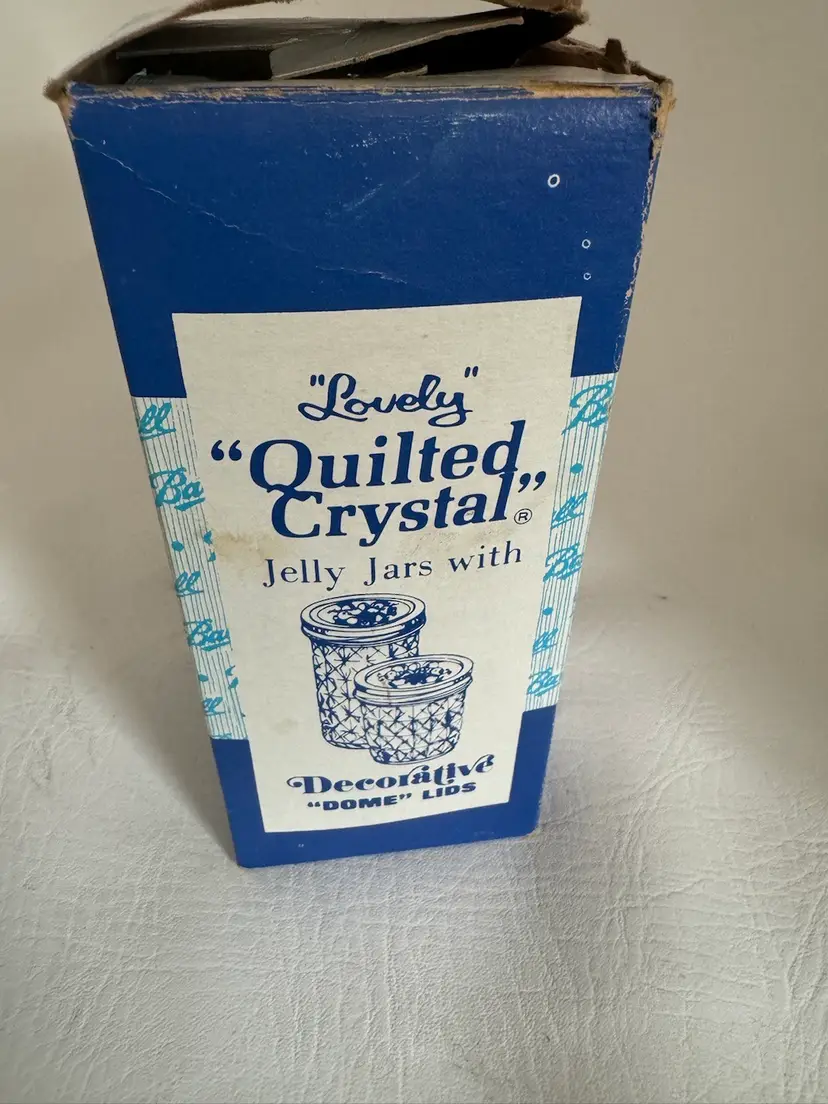 "Lovely"
“Quilted
Crystal”®
Jelly Jars with
Decorative
“DOME” LIDS